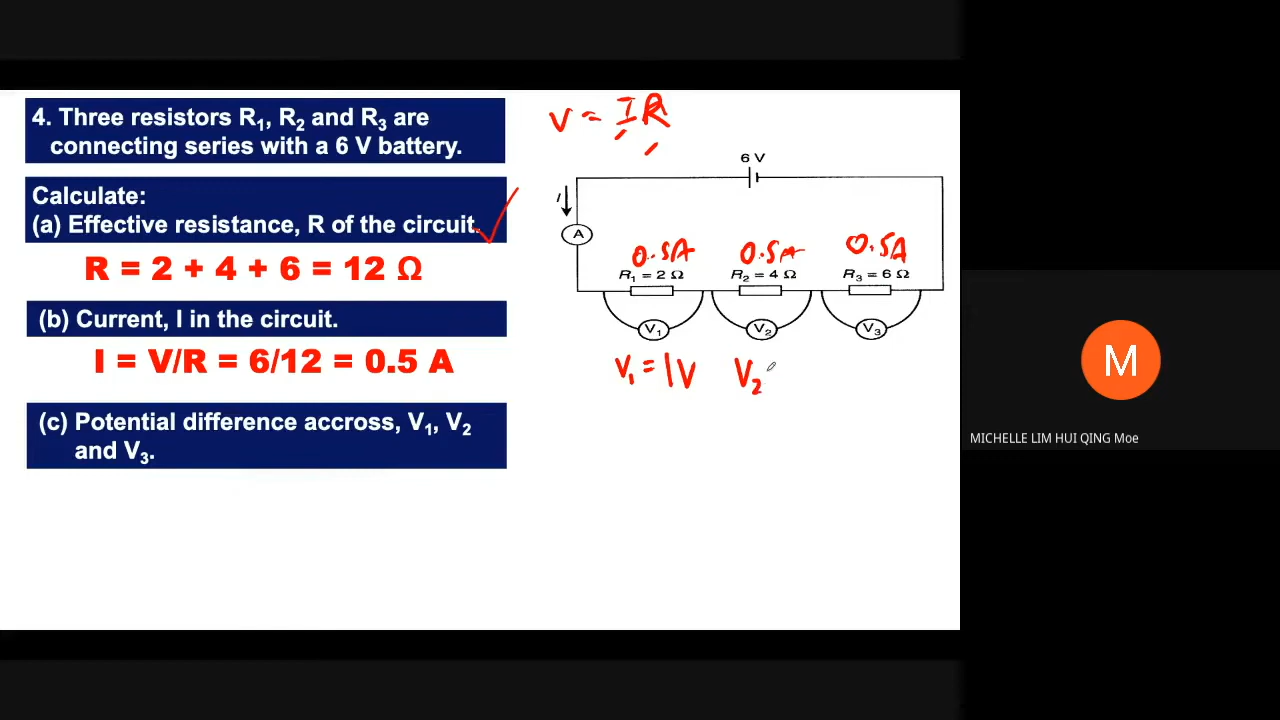 4. Three resistors R₁, R₂ and R₃ are
connecting series with a 6 V battery.
Calculate:
(a) Effective resistance, R of the circuit.
R = 2 + 4 + 6 = 12 Ω
(b) Current, I in the circuit.
I = V/R = 6/12 = 0.5 A
(c) Potential difference accross, V₁, V₂
and V₃.
V = IR
6 V
I
A
0.5A 0.5A 0.5A
R₁ = 2 Ω R₂ = 4 Ω R₃ = 6 Ω
V₁ V₂ V₃
V₁ = 1V V₂
M
MICHELLE LIM HUI QING Moe